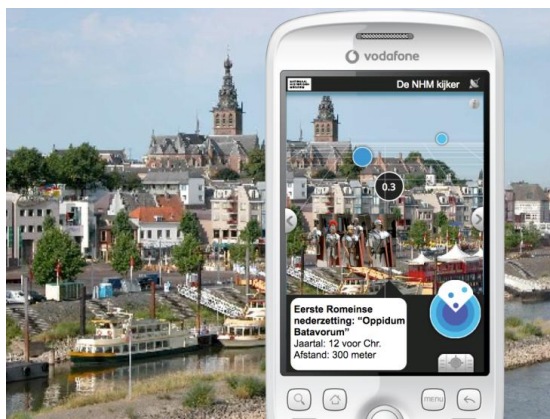 vodafone
De NHM kijker
0.3
Eerste Romeinse
nederzetting: "Oppidum
Batavorum"
Jaartal: 12 voor Chr.
Afstand: 300 meter
MENU